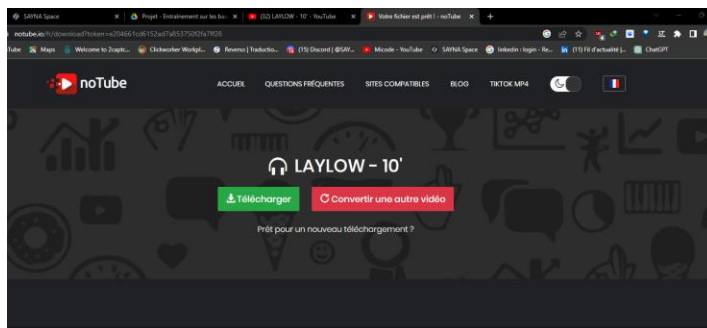 SAYNA Space
Projet - Entraînement sur les ba
(32) LAYLOW - 10' - YouTube
Votre fichier est prêt ! - noTube
notube.io/fr/download?token=
Tube Maps Welcome to 2captc... Clickworker Workpl... Reverso | Traductio... (15) Discord | @SAY... Micode - YouTube SAYNA Space linkedin : login - Re... (11) Fil d'actualité |... ChatGPT
noTube
ACCUEIL QUESTIONS FRÉQUENTES SITES COMPATIBLES BLOG TIKTOK MP4
LAYLOW - 10'
Télécharger Convertir une autre vidéo
Prêt pour un nouveau téléchargement ?